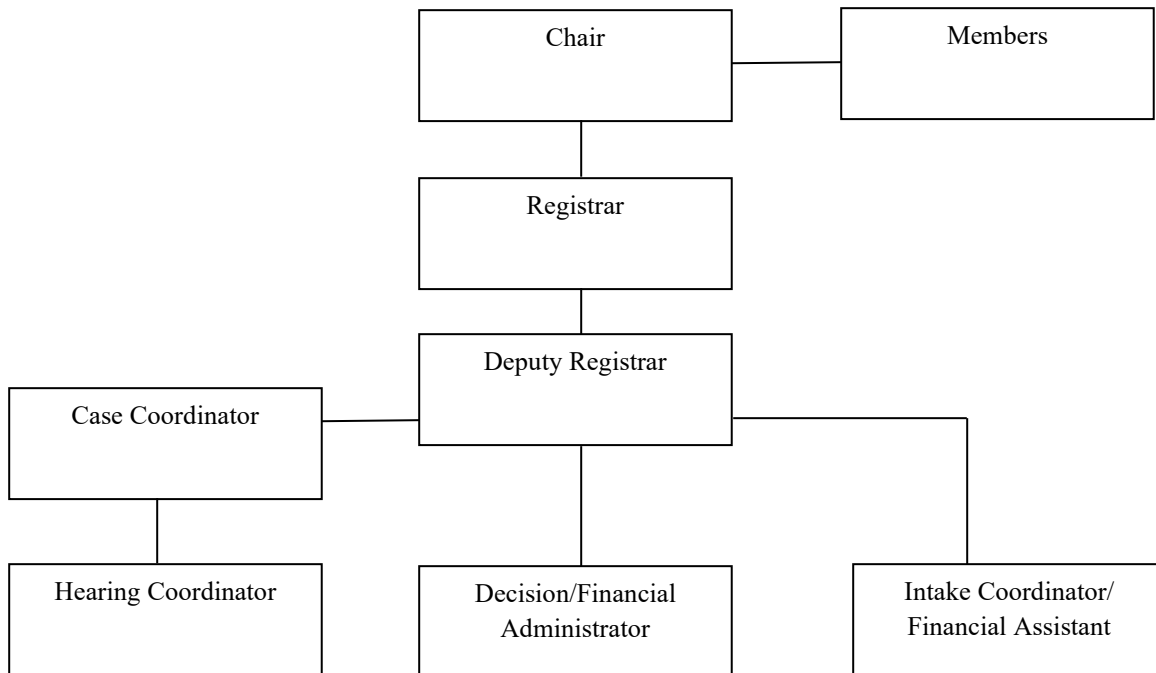 Chair
Members
Registrar
Deputy Registrar
Case Coordinator
Hearing Coordinator
Decision/Financial
Administrator
Intake Coordinator/
Financial Assistant